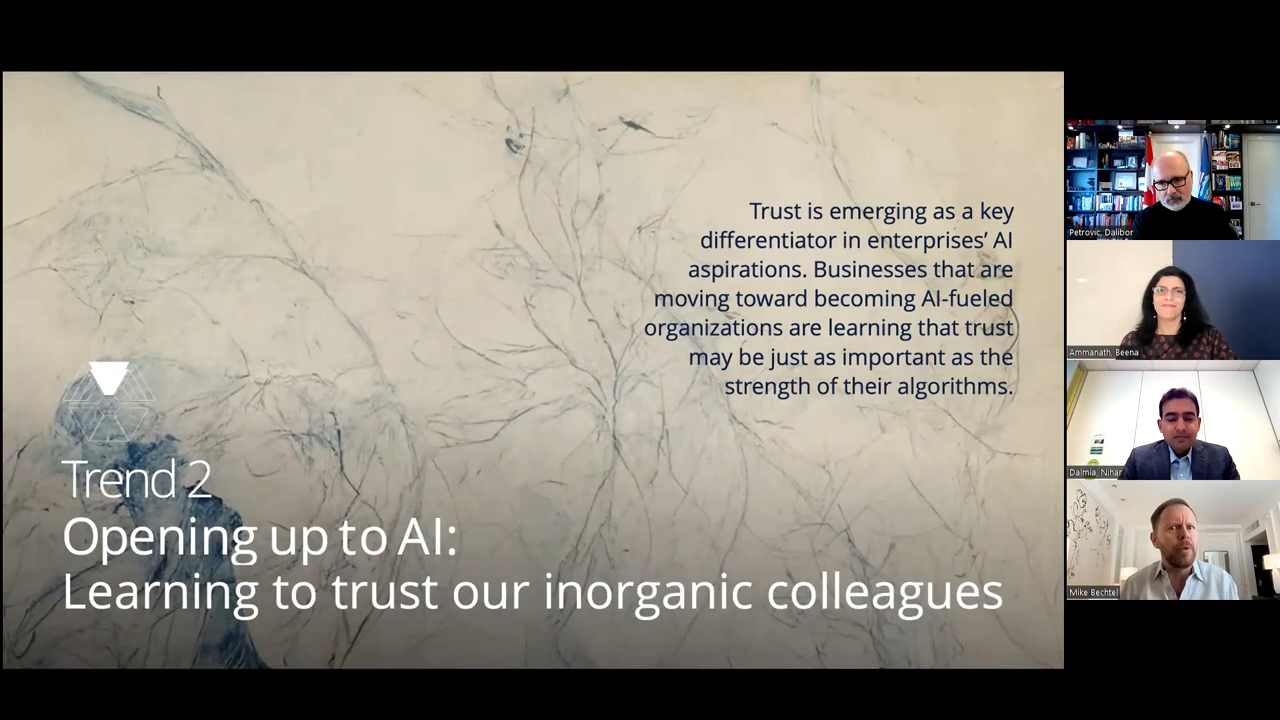 Trust is emerging as a key
differentiator in enterprises’ AI
aspirations. Businesses that are
moving toward becoming AI-fueled
organizations are learning that trust
may be just as important as the
strength of their algorithms.
Trend 2
Opening up to AI:
Learning to trust our inorganic colleagues
Petrovic, Dalibor
Ammanath, Beena
Dalmia, Nihar
Mike Bechtel